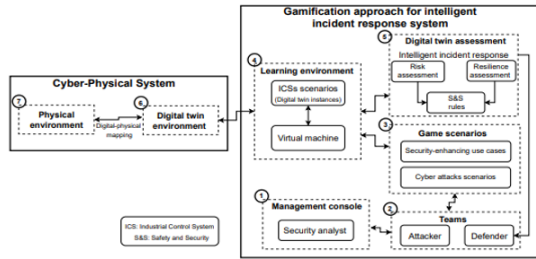 Gamification approach for intelligent
incident response system
Cyber-Physical System
7
Physical
environment
Digital-physical
mapping
6
Digital twin
environment
4
Learning environment
ICSs scenarios
(Digital twin instances)
Virtual machine
5
Digital twin assessment
Intelligent incident response
Risk
assessment
Resilience
assessment
S&S
rules
3
Game scenarios
Security-enhancing use cases
Cyber attacks scenarios
1
Management console
Security analyst
2
Teams
Attacker
Defender
ICS: Industrial Control System
S&S: Safety and Security